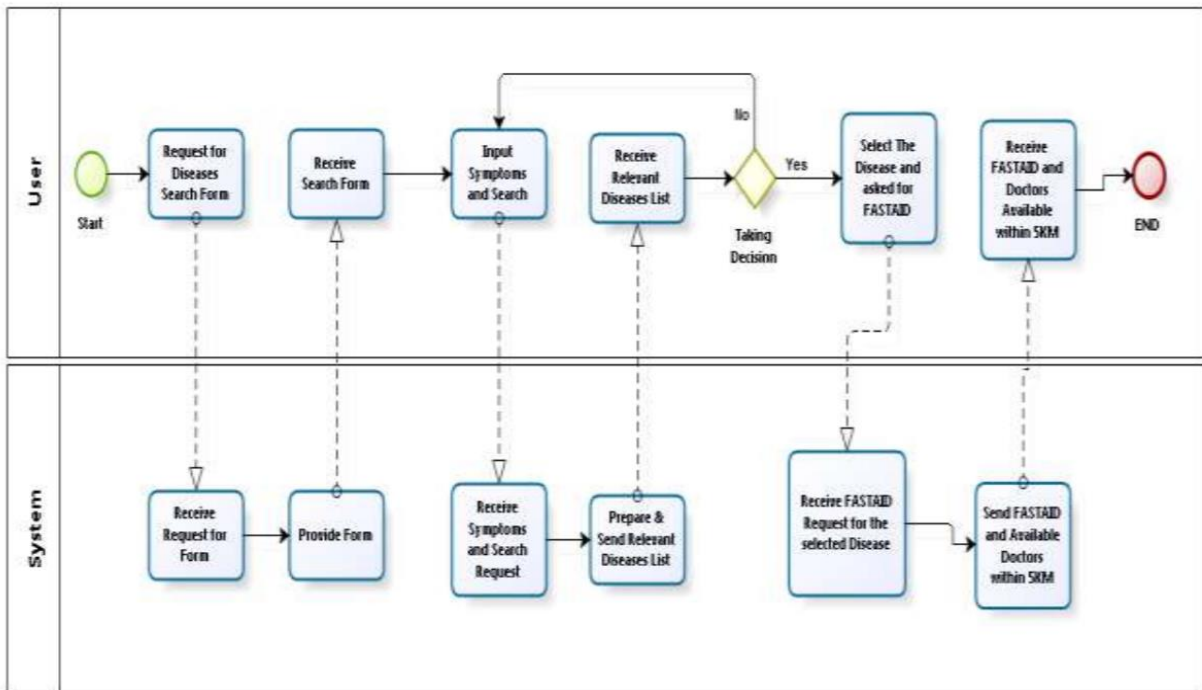 User
Start
Request for
Diseases
Search Form
Receive
Search Form
Input
Symptoms
and Search
Receive
Relevant
Diseases List
No
Taking
Decision
Yes
Select The
Disease and
asked for
FASTAID
Receive
FASTAID and
Doctors
Available
within 5KM
END
System
Receive
Request for
Form
Provide Form
Receive
Symptoms
and Search
Request
Prepare &
Send Relevant
Diseases List
Receive FASTAID
Request for the
selected Disease
Send FASTAID
and Available
Doctors
within 5KM